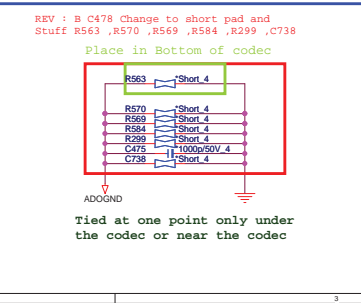 REV : B C478 Change to short pad and
Stuff R563 ,R570 ,R569 ,R584 ,R299 ,C738
Place in Bottom of codec
R563 *Short_4
R570 *Short_4
R569 *Short_4
R584 *Short_4
R299 *Short_4
C475 1000p/50V_4
C738 *Short_4
ADOGND
Tied at one point only under
the codec or near the codec
3